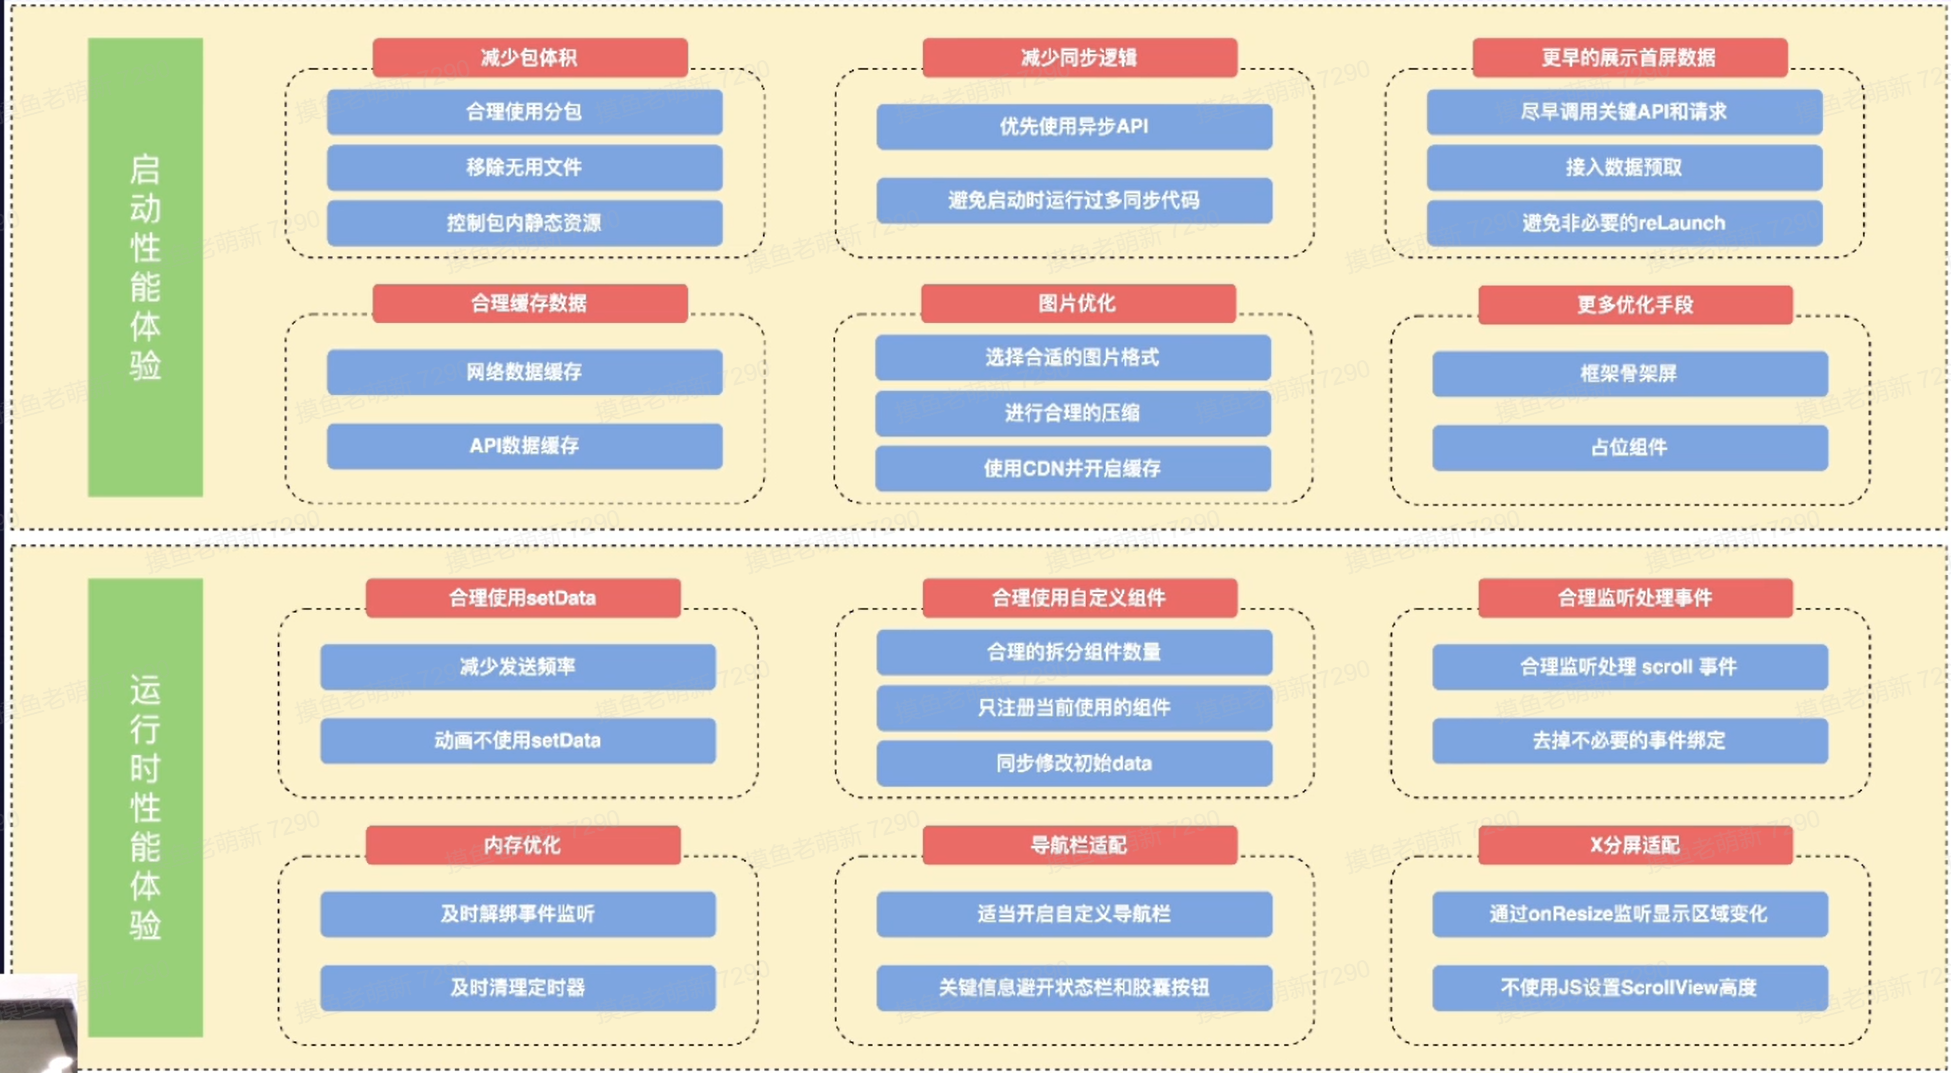 启动性能体验
减少包体积
合理使用分包
移除无用文件
控制包内静态资源
减少同步逻辑
优先使用异步API
避免启动时运行过多同步代码
更早的展示首屏数据
尽早调用关键API和请求
接入数据预取
避免非必要的reLaunch
合理缓存数据
网络数据缓存
API数据缓存
图片优化
选择合适的图片格式
进行合理的压缩
使用CDN并开启缓存
更多优化手段
框架骨架屏
占位组件
运行时性能体验
合理使用setData
减少发送频率
动画不使用setData
合理使用自定义组件
合理的拆分组件数量
只注册当前使用的组件
同步修改初始data
合理监听处理事件
合理监听处理 scroll 事件
去掉不必要的事件绑定
内存优化
及时解绑事件监听
及时清理定时器
导航栏适配
适当开启自定义导航栏
关键信息避开状态栏和胶囊按钮
X分屏适配
通过onResize监听显示区域变化
不使用JS设置ScrollView高度
摸鱼老萌新 7290